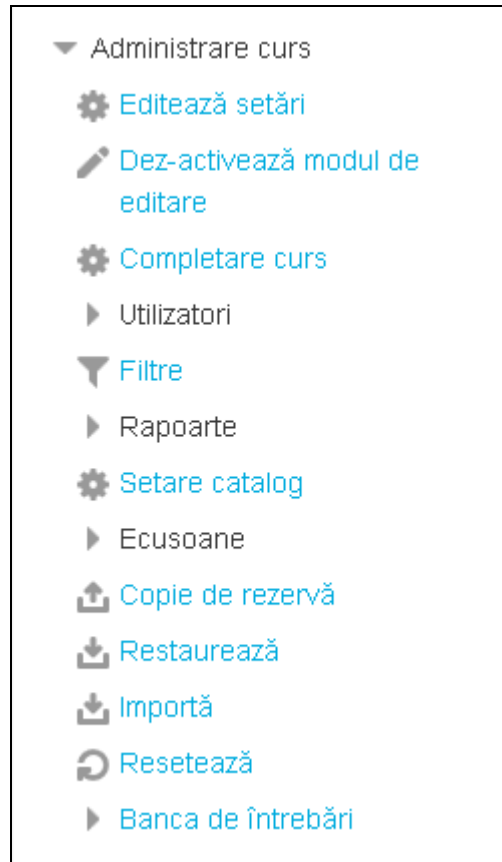 Administrare curs
Editează setări
Dez-activează modul de
editare
Completare curs
Utilizatori
Filtre
Rapoarte
Setare catalog
Ecusoane
Copie de rezervă
Restaurează
Importă
Resetează
Banca de întrebări